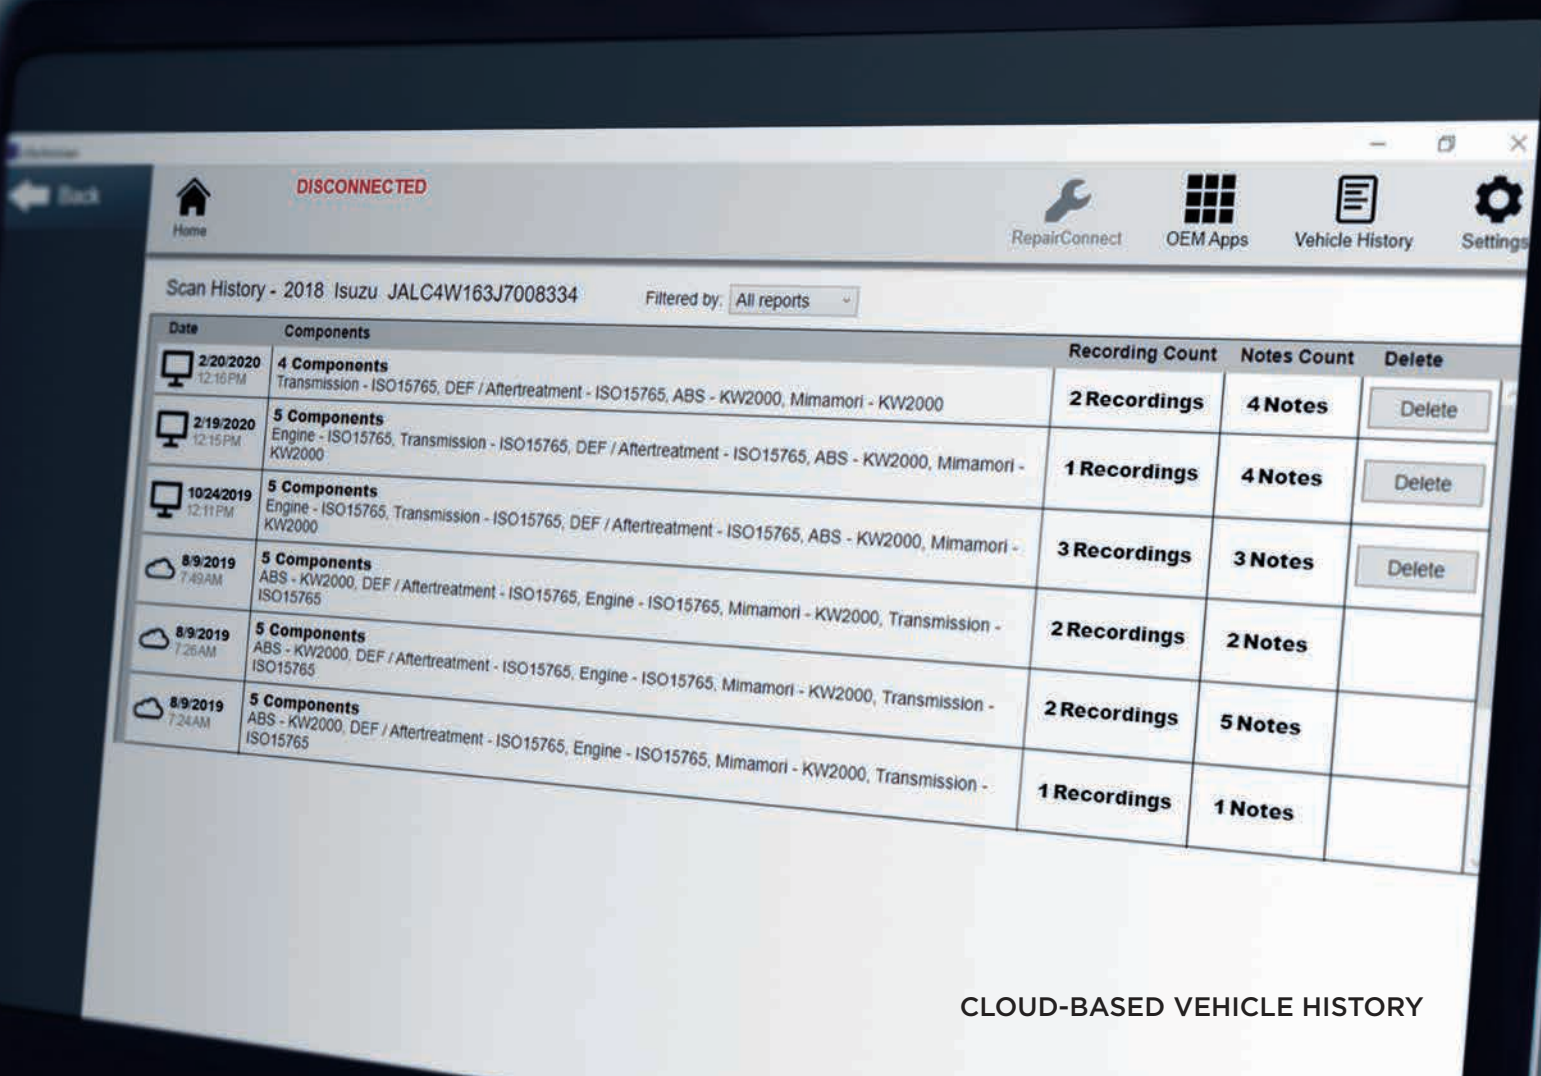 Back
Home
DISCONNECTED
RepairConnect
OEM Apps
Vehicle History
Settings
Scan History - 2018 Isuzu JALC4W163J7008334
Filtered by: All reports
Date Components Recording Count Notes Count Delete
2/20/2020 4 Components
12:16PM Transmission - ISO15765, DEF / Aftertreatment - ISO15765, ABS - KW2000, Mimamori - KW2000
2 Recordings 4 Notes Delete
2/19/2020 5 Components
12:15PM Engine - ISO15765, Transmission - ISO15765, DEF / Aftertreatment - ISO15765, ABS - KW2000, Mimamori -
KW2000
1 Recordings 4 Notes Delete
10/24/2019 5 Components
12:11PM Engine - ISO15765, Transmission - ISO15765, DEF / Aftertreatment - ISO15765, ABS - KW2000, Mimamori -
KW2000
3 Recordings 3 Notes Delete
8/9/2019 5 Components
7:49AM ABS - KW2000, DEF / Aftertreatment - ISO15765, Engine - ISO15765, Mimamori - KW2000, Transmission -
ISO15765
2 Recordings 2 Notes
8/9/2019 5 Components
7:26AM ABS - KW2000, DEF / Aftertreatment - ISO15765, Engine - ISO15765, Mimamori - KW2000, Transmission -
ISO15765
2 Recordings 5 Notes
8/9/2019 5 Components
7:24AM ABS - KW2000, DEF / Aftertreatment - ISO15765, Engine - ISO15765, Mimamori - KW2000, Transmission -
ISO15765
1 Recordings 1 Notes
CLOUD-BASED VEHICLE HISTORY